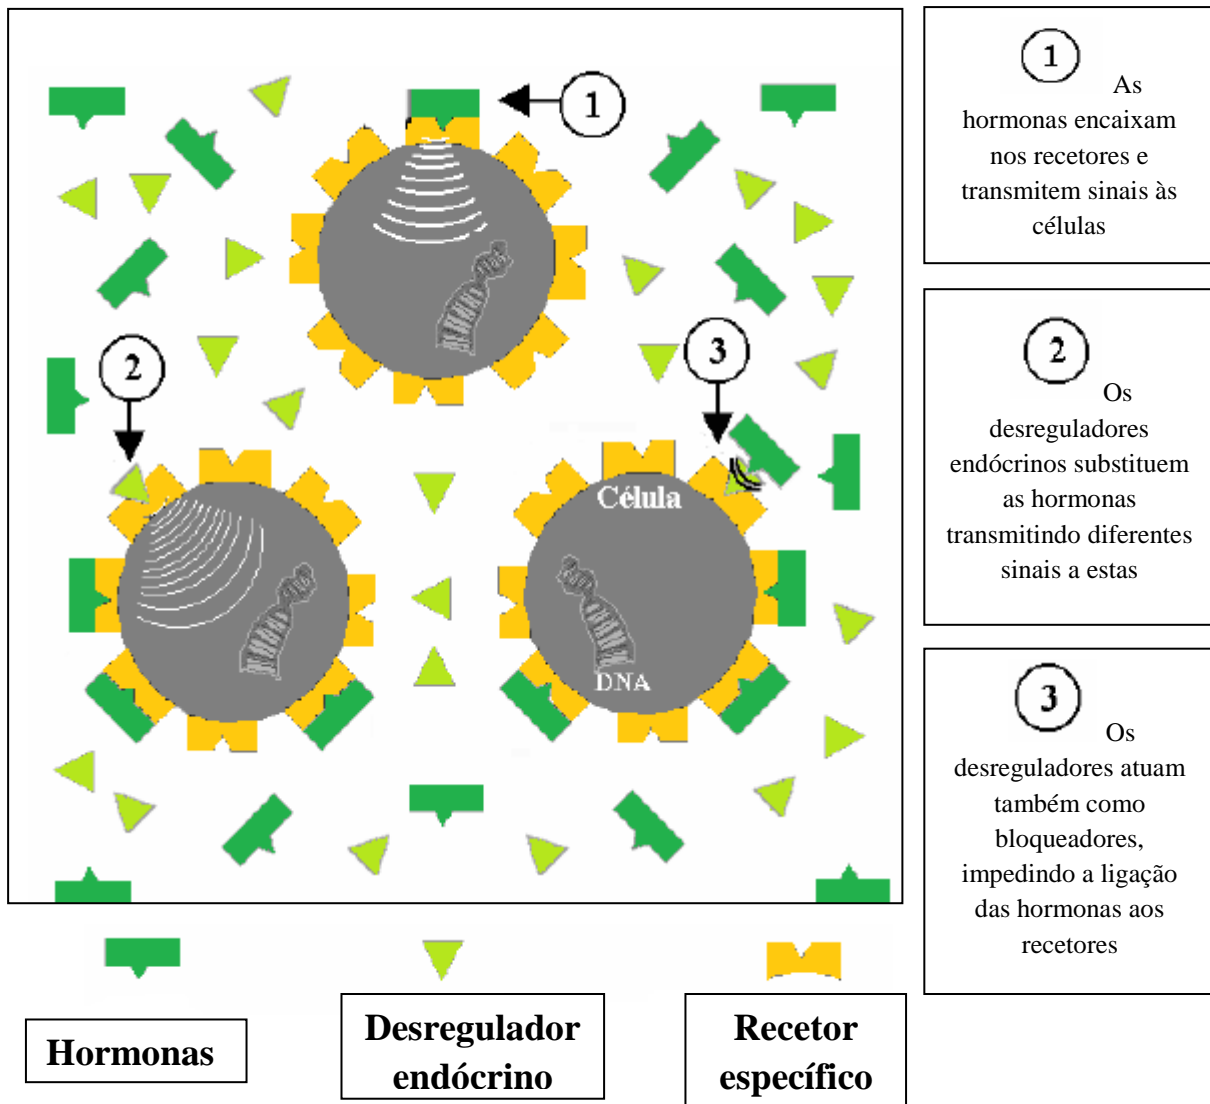 1
2
3
Célula
DNA
1 As
hormonas encaixam
nos recetores e
transmitem sinais às
células
2 Os
desreguladores
endócrinos substituem
as hormonas
transmitindo diferentes
sinais a estas
3 Os
desreguladores atuam
também como
bloqueadores,
impedindo a ligação
das hormonas aos
recetores
Hormonas
Desregulador
endócrino
Recetor
específico